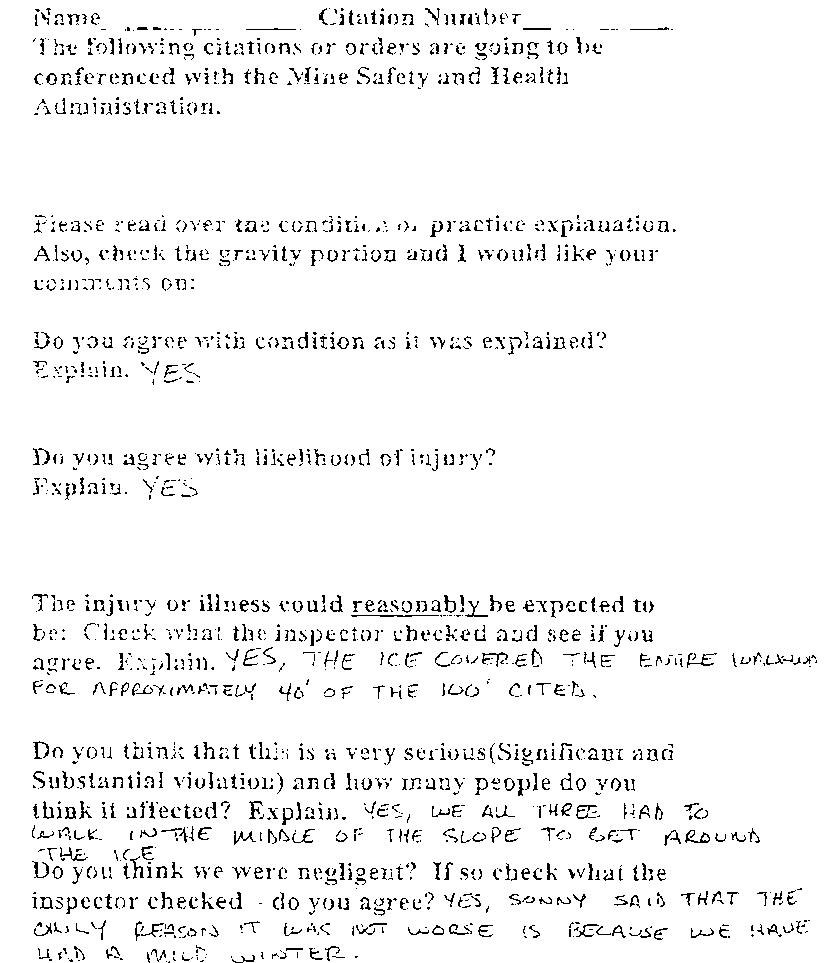 Name Citation Number
The following citations or orders are going to be
conferenced with the Mine Safety and Health
Administration.
Please read over the condition or practice explanation.
Also, check the gravity portion and I would like your
comments on:
Do you agree with condition as it was explained?
Explain. YES
Do you agree with likelihood of injury?
Explain. YES
The injury or illness could reasonably be expected to
be: Check what the inspector checked and see if you
agree. Explain. YES, THE ICE COVERED THE ENTIRE
FOR APPROXIMATELY 40' OF THE 100' CITED.
Do you think that this is a very serious(Significant and
Substantial violation) and how many people do you
think it affected? Explain. YES, WE ALL THREE HAD TO
WALK IN THE MIDDLE OF THE SLOPE TO GET AROUND
THE ICE
Do you think we were negligent? If so check what the
inspector checked - do you agree? YES, SONNY SAID THAT THE
ONLY REASON IT WAS NOT WORSE IS BECAUSE WE HAVE
HAD A MILD WINTER.